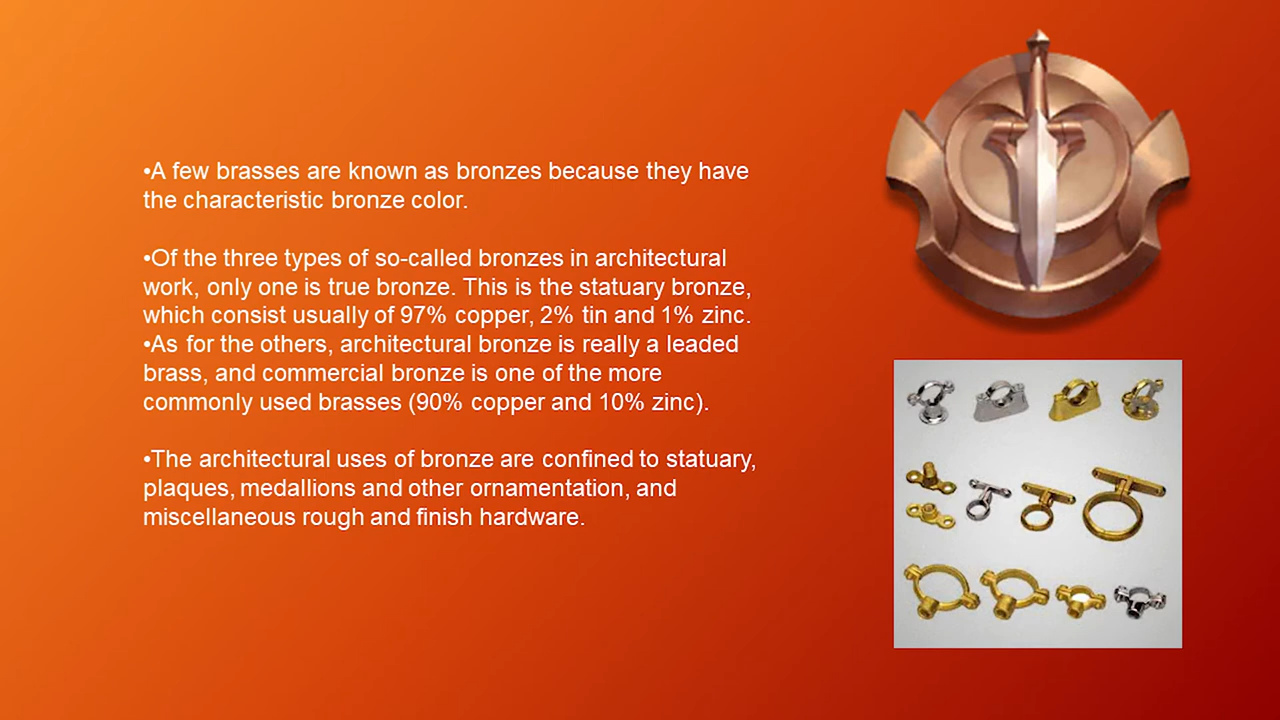 •A few brasses are known as bronzes because they have
the characteristic bronze color.
•Of the three types of so-called bronzes in architectural
work, only one is true bronze. This is the statuary bronze,
which consist usually of 97% copper, 2% tin and 1% zinc.
•As for the others, architectural bronze is really a leaded
brass, and commercial bronze is one of the more
commonly used brasses (90% copper and 10% zinc).
•The architectural uses of bronze are confined to statuary,
plaques, medallions and other ornamentation, and
miscellaneous rough and finish hardware.